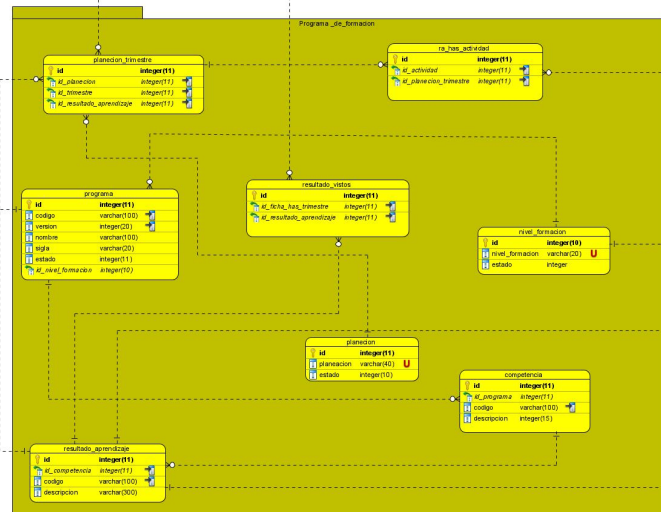 Programa _de_formacion
planecion_trimestre
id integer(11)
id_planecion integer(11)
id_trimestre integer(11)
id_resultado_aprendizaje integer(11)
ra_has_actividad
id integer(11)
id_actividad integer(11)
id_planecion_trimestre integer(11)
programa
id integer(11)
codigo varchar(100)
version integer(20)
nombre varchar(100)
sigla varchar(20)
estado integer(11)
id_nivel_formacion integer(10)
resultado_vistos
id integer(11)
id_ficha_has_trimestre integer(11)
id_resultado_aprendizaje integer(11)
nivel_formacion
id integer(10)
nivel_formacion varchar(20) U
estado integer
planecion
id integer(11)
planeacion varchar(40) U
estado integer(10)
competencia
id integer(11)
id_programa integer(11)
codigo varchar(100)
descripcion integer(15)
resultado_aprendizaje
id integer(11)
id_competencia integer(11)
codigo varchar(100)
descripcion varchar(300)